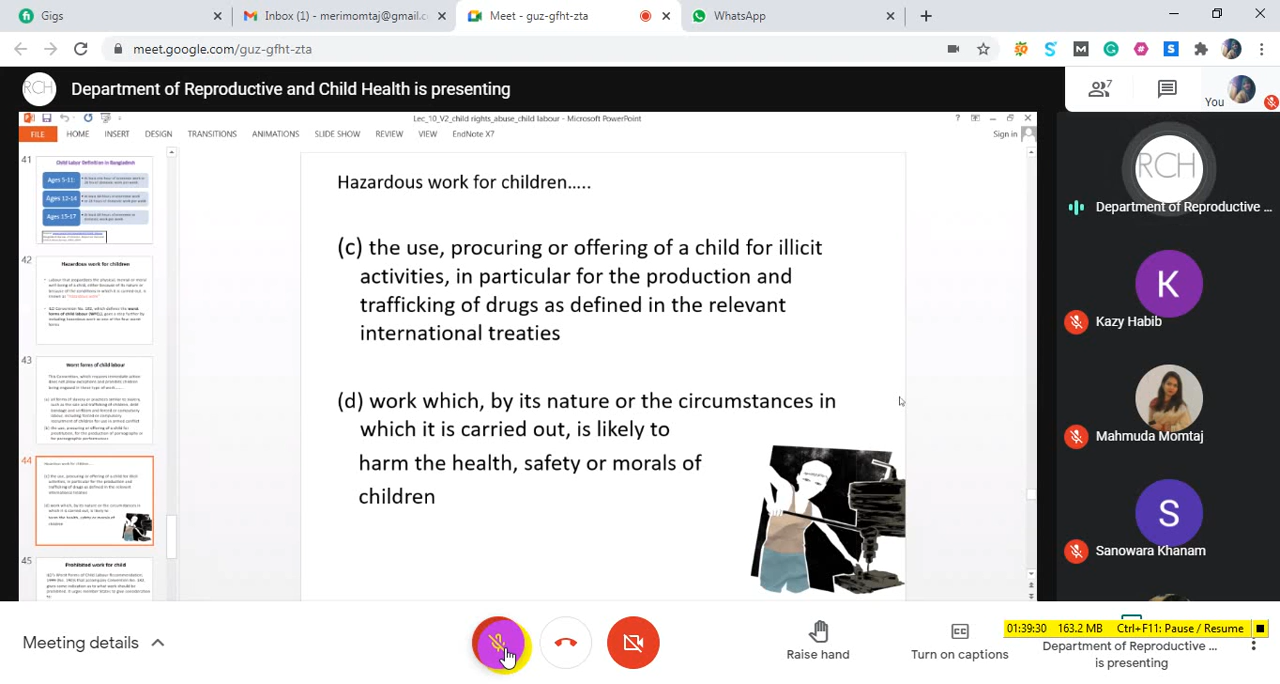 Gigs
Inbox (1) - merimomtaj@gmail.c
Meet - guz-gfht-zta
WhatsApp
meet.google.com/guz-gfht-zta
RCH
Department of Reproductive and Child Health is presenting
You
Lec_10_V2_child rights_abuse_child labour - Microsoft PowerPoint
FILE HOME INSERT DESIGN TRANSITIONS ANIMATIONS SLIDE SHOW REVIEW VIEW EndNote X7
Sign in
41
Child Labor Definition in Bangladesh
Ages 5-11:
Ages 12-14
Ages 15-17
42
Hazardous work for children
43
Worst forms of child labour
44
45
Prohibited work for child
Hazardous work for children.....
(c) the use, procuring or offering of a child for illicit
activities, in particular for the production and
trafficking of drugs as defined in the relevant
international treaties
(d) work which, by its nature or the circumstances in
which it is carried out, is likely to
harm the health, safety or morals of
children
RCH
Department of Reproductive ...
K
Kazy Habib
Mahmuda Momtaj
S
Sanowara Khanam
Meeting details
Raise hand
Turn on captions
01:39:30 163.2 MB Ctrl+F11: Pause / Resume
Department of Reproductive ...
is presenting